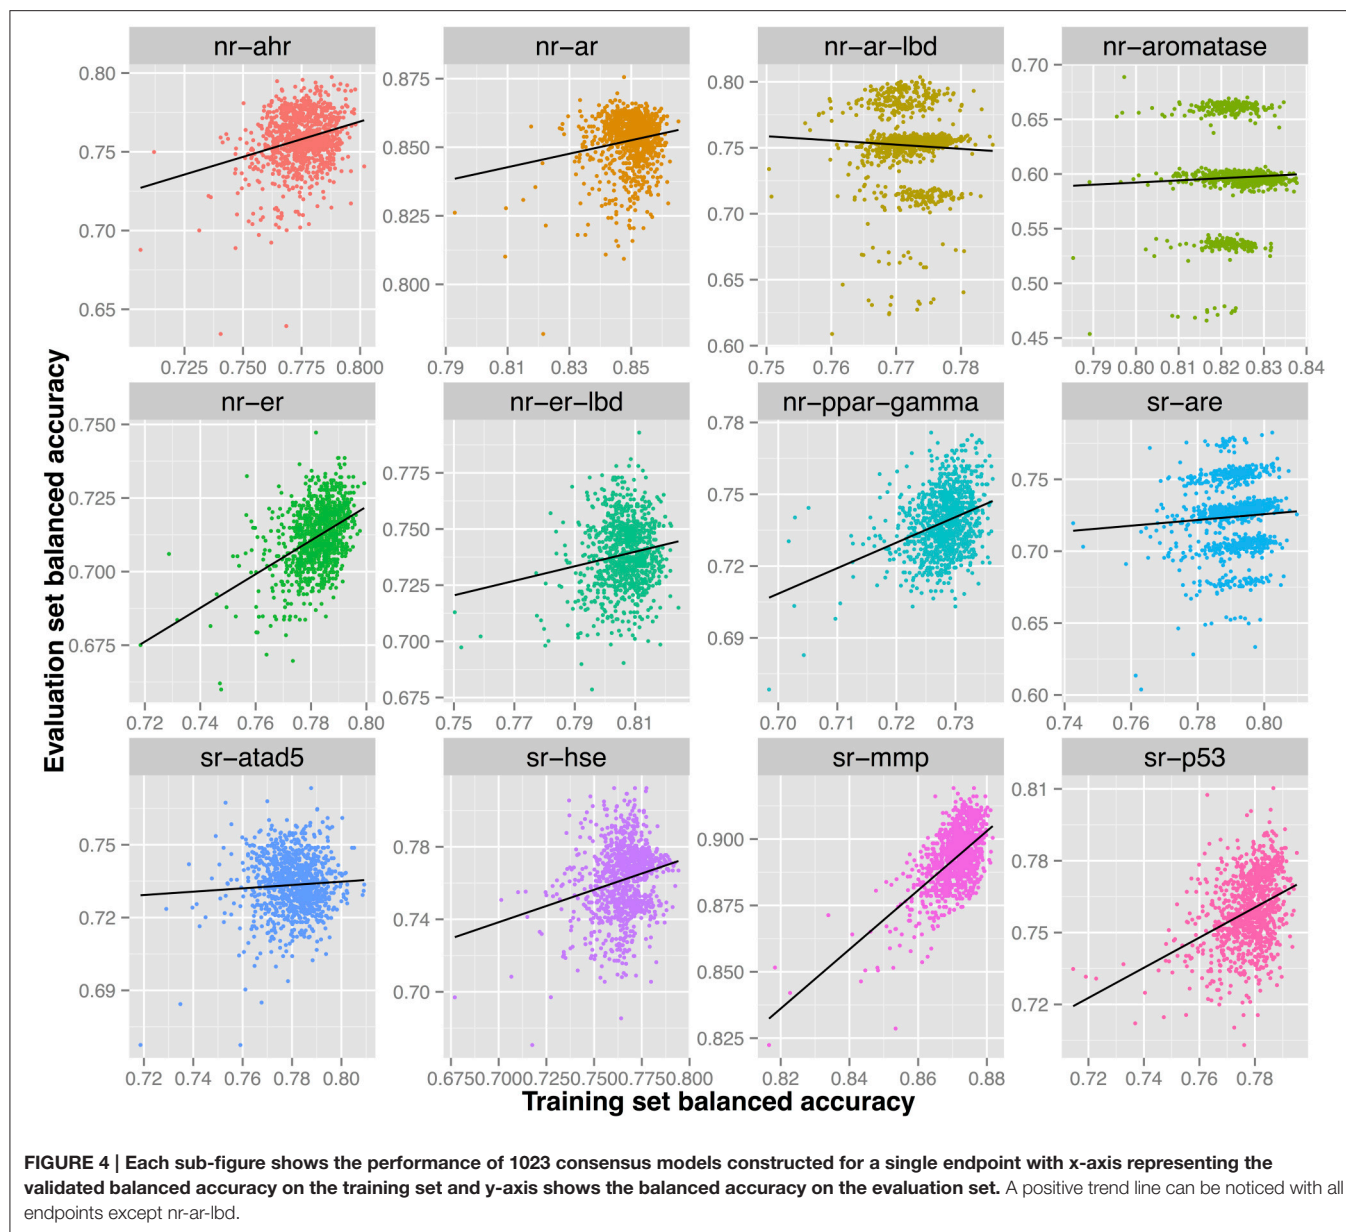 nr-ahr
nr-ar
nr-ar-lbd
nr-aromatase
0.80
0.75
0.70
0.65
0.875
0.850
0.825
0.800
0.80
0.75
0.70
0.65
0.60
0.70
0.65
0.60
0.55
0.50
0.45
0.725 0.750 0.775 0.800
0.79 0.81 0.83 0.85
0.75 0.76 0.77 0.78
0.79 0.80 0.81 0.82 0.83 0.84
Evaluation set balanced accuracy
nr-er
nr-er-lbd
nr-ppar-gamma
sr-are
0.750
0.725
0.700
0.675
0.775
0.750
0.725
0.700
0.675
0.78
0.75
0.72
0.69
0.75
0.70
0.65
0.60
0.72 0.74 0.76 0.78 0.80
0.75 0.77 0.79 0.81
0.70 0.71 0.72 0.73
0.74 0.76 0.78 0.80
sr-atad5
sr-hse
sr-mmp
sr-p53
0.75
0.72
0.69
0.78
0.74
0.70
0.900
0.875
0.850
0.825
0.81
0.78
0.75
0.72
0.72 0.74 0.76 0.78 0.80
0.6750 0.7000 0.7250 0.7500 0.7750 0.800
0.82 0.84 0.86 0.88
0.72 0.74 0.76 0.78
Training set balanced accuracy
FIGURE 4 | Each sub-figure shows the performance of 1023 consensus models constructed for a single endpoint with x-axis representing the
validated balanced accuracy on the training set and y-axis shows the balanced accuracy on the evaluation set. A positive trend line can be noticed with all
endpoints except nr-ar-lbd.